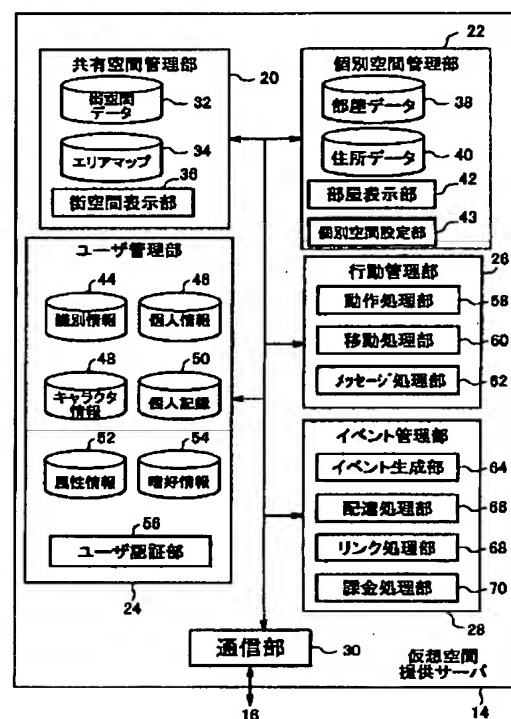 共有空間管理部
20
街空間
データ
32
エリアマップ
34
36
街空間表示部
22
個別空間管理部
部屋データ
38
住所データ
40
42
部屋表示部
43
個別空間設定部
ユーザ管理部
44
46
識別情報
個人情報
48
50
キャラクタ
情報
個人記録
52
54
属性情報
嗜好情報
56
ユーザ認証部
24
26
行動管理部
動作処理部
58
移動処理部
60
メッセージ処理部
62
イベント管理部
イベント生成部
64
配達処理部
66
リンク処理部
68
課金処理部
70
28
通信部
30
仮想空間
提供サーバ
16
14